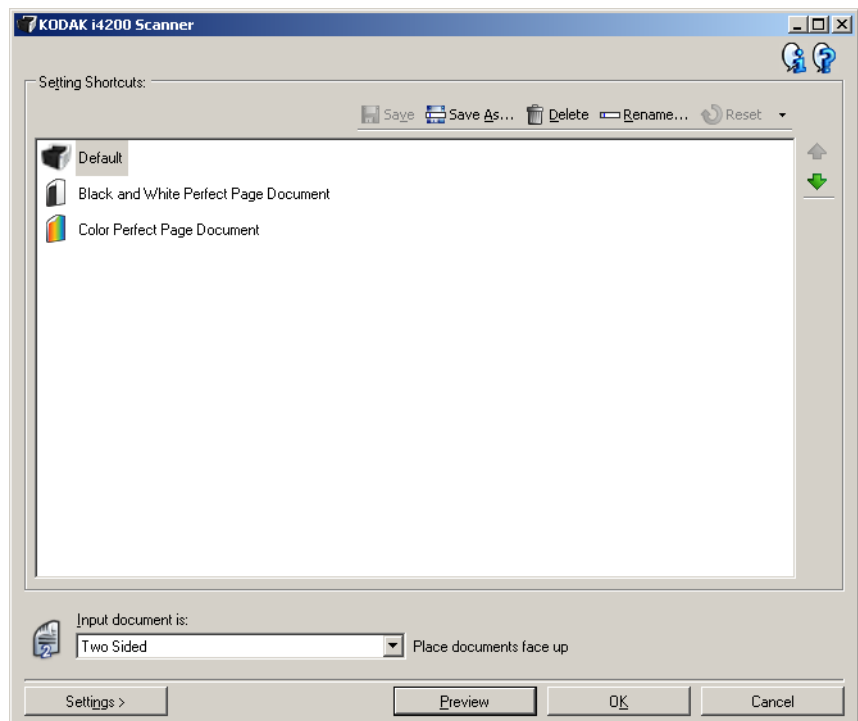 KODAK i4200 Scanner
Setting Shortcuts:
Save Save As... Delete Rename... Reset
Default
Black and White Perfect Page Document
Color Perfect Page Document
Input document is:
Two Sided Place documents face up
Settings > Preview OK Cancel